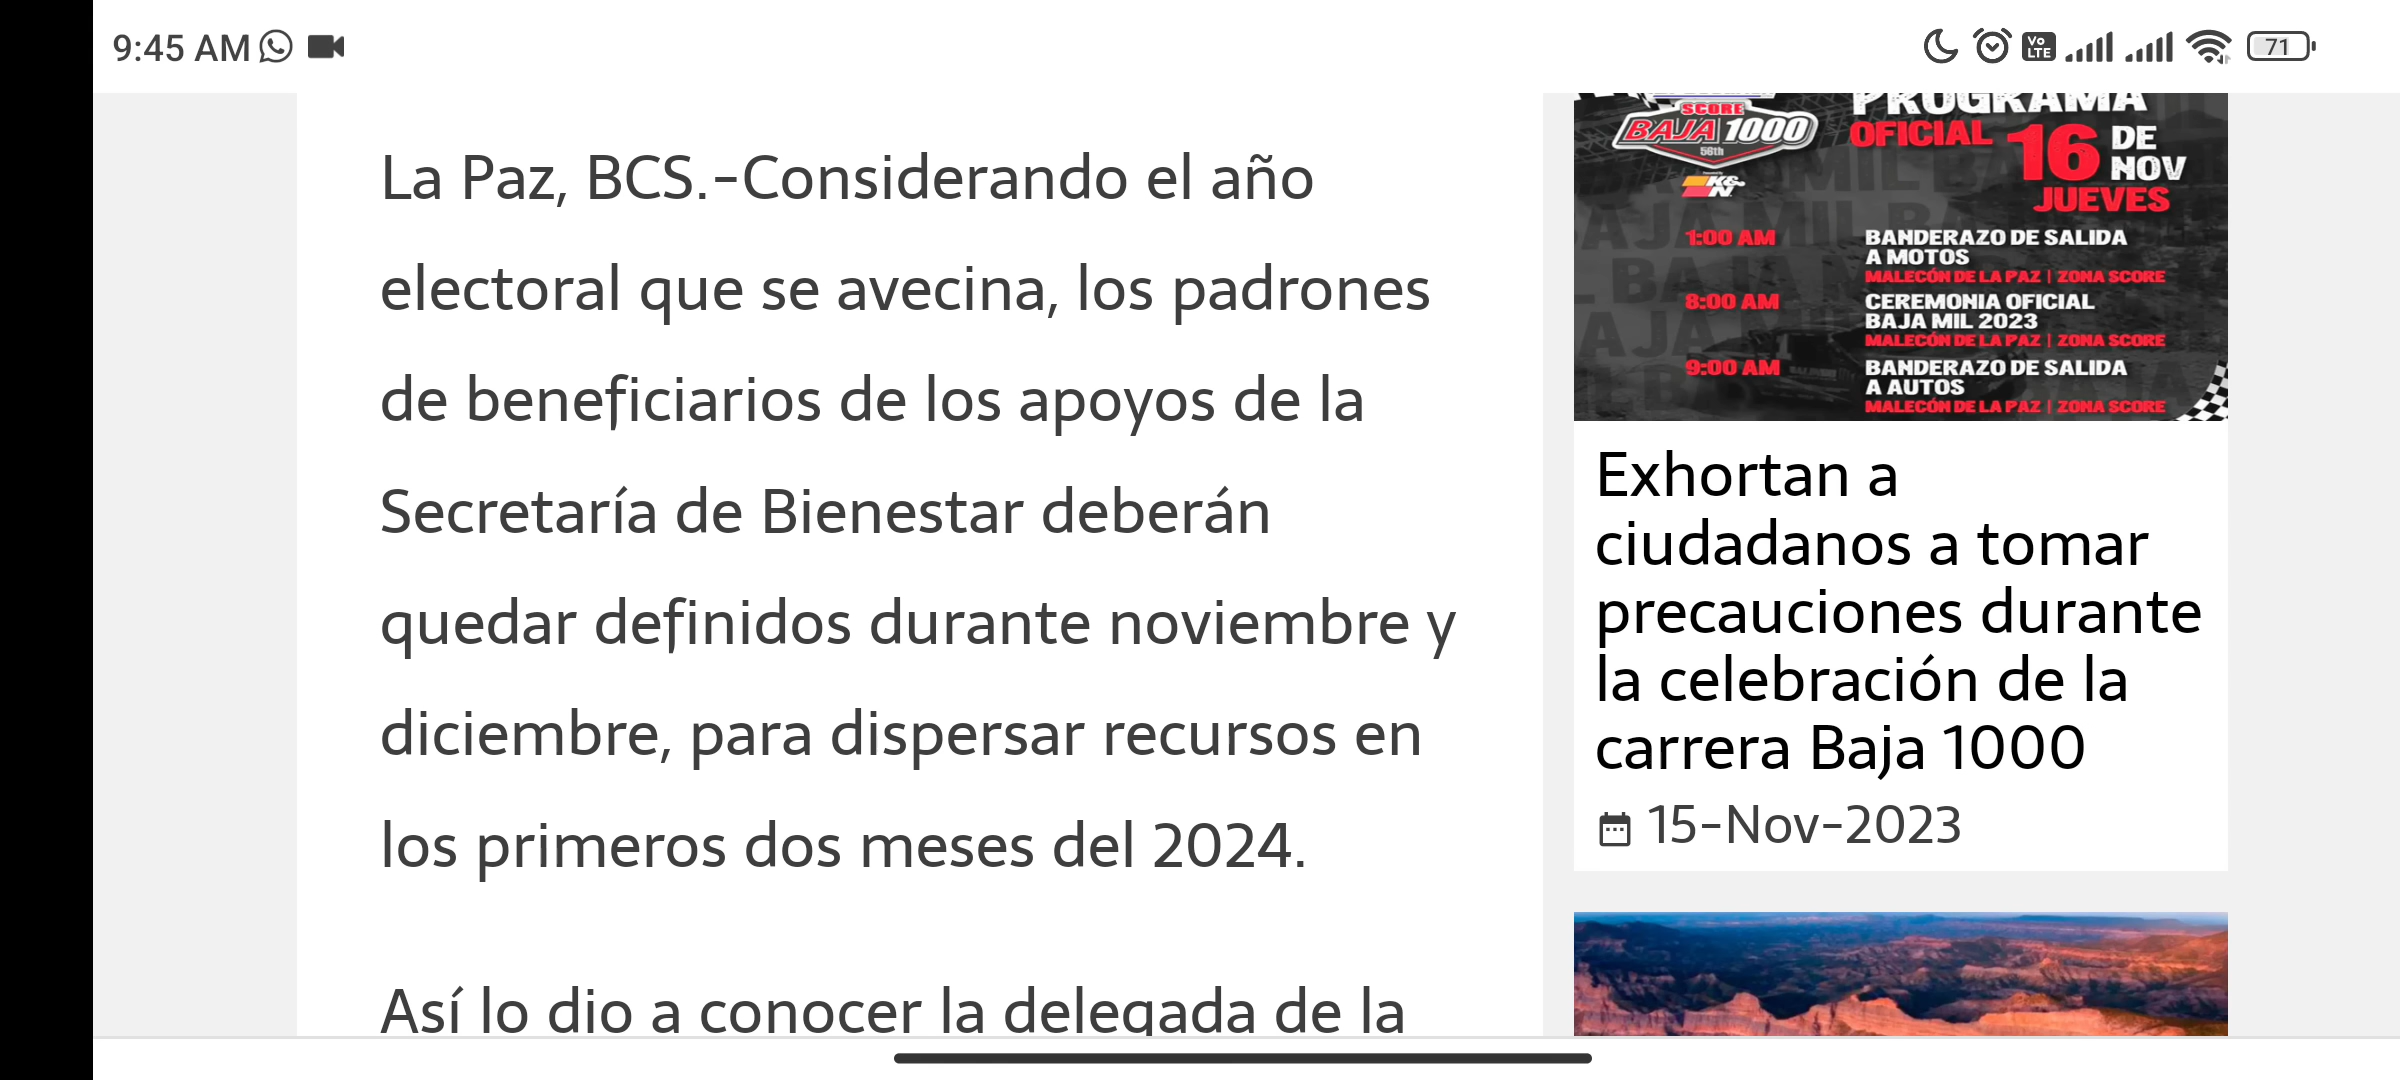 9:45 AM
Vo LTE
71
La Paz, BCS.-Considerando el año
electoral que se avecina, los padrones
de beneficiarios de los apoyos de la
Secretaría de Bienestar deberán
quedar definidos durante noviembre y
diciembre, para dispersar recursos en
los primeros dos meses del 2024.
Así lo dio a conocer la delegada de la
SCORE
BAJA 1000
56th
K&N
PROGRAMA
OFICIAL 16 DE NOV
JUEVES
1:00 AM BANDERAZO DE SALIDA
A MOTOS
MALECÓN DE LA PAZ | ZONA SCORE
8:00 AM CEREMONIA OFICIAL
BAJA MIL 2023
MALECÓN DE LA PAZ | ZONA SCORE
9:00 AM BANDERAZO DE SALIDA
A AUTOS
MALECÓN DE LA PAZ | ZONA SCORE
Exhortan a
ciudadanos a tomar
precauciones durante
la celebración de la
carrera Baja 1000
15-Nov-2023